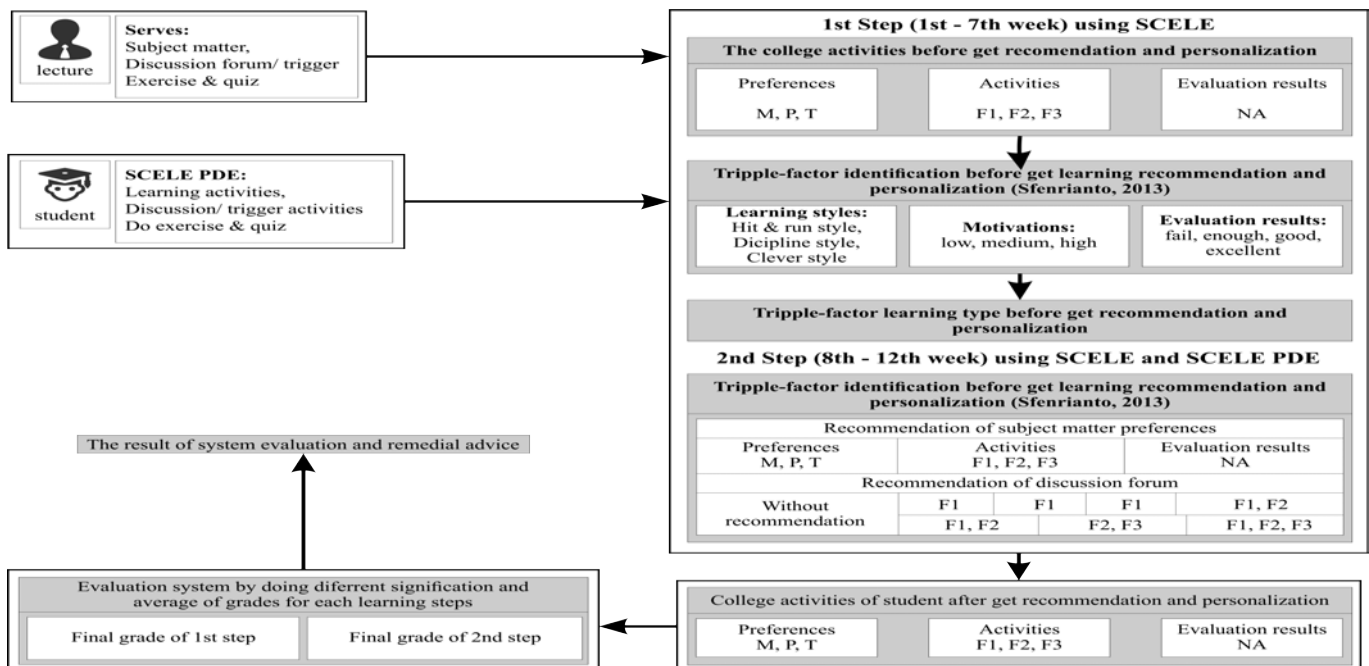 Serves:
Subject matter,
Discussion forum/ trigger
Exercise & quiz
lecture
SCELE PDE:
Learning activities,
Discussion/ trigger activities
Do exercise & quiz
student
1st Step (1st - 7th week) using SCELE
The college activities before get recomendation and personalization
Preferences
M, P, T
Activities
F1, F2, F3
Evaluation results
NA
Tripple-factor identification before get learning recommendation and
personalization (Sfenrianto, 2013)
Learning styles:
Hit & run style,
Dicipline style,
Clever style
Motivations:
low, medium, high
Evaluation results:
fail, enough, good,
excellent
Tripple-factor learning type before get recommendation and
personalization
2nd Step (8th - 12th week) using SCELE and SCELE PDE
Tripple-factor identification before get learning recommendation and
personalization (Sfenrianto, 2013)
Recommendation of subject matter preferences
Preferences
M, P, T
Activities
F1, F2, F3
Evaluation results
NA
Recommendation of discussion forum
Without
recommendation
F1
F1
F1
F1, F2
F1, F2
F2, F3
F1, F2, F3
The result of system evaluation and remedial advice
Evaluation system by doing diferrent signification and
average of grades for each learning steps
Final grade of 1st step
Final grade of 2nd step
College activities of student after get recommendation and personalization
Preferences
M, P, T
Activities
F1, F2, F3
Evaluation results
NA